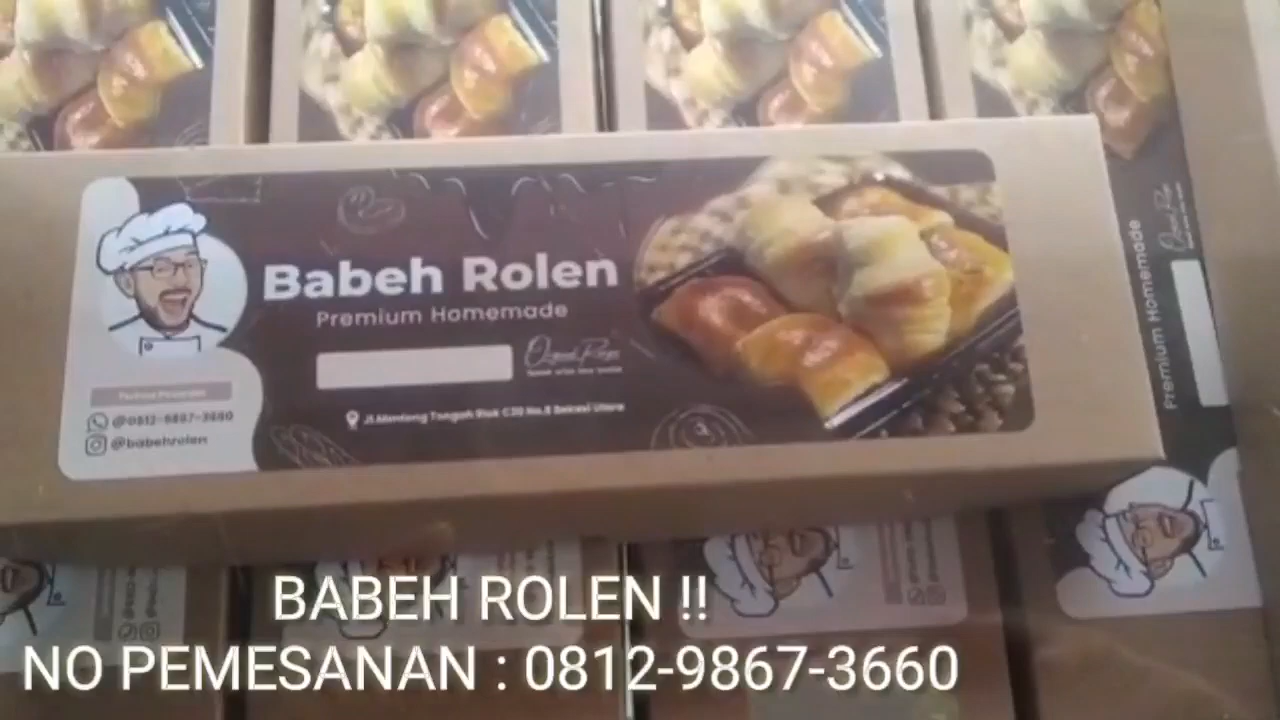 Babeh Rolen
Premium Homemade
@0812-9867-3660
@babehrolen
Premium Homemade
BABEH ROLEN !!
NO PEMESANAN : 0812-9867-3660